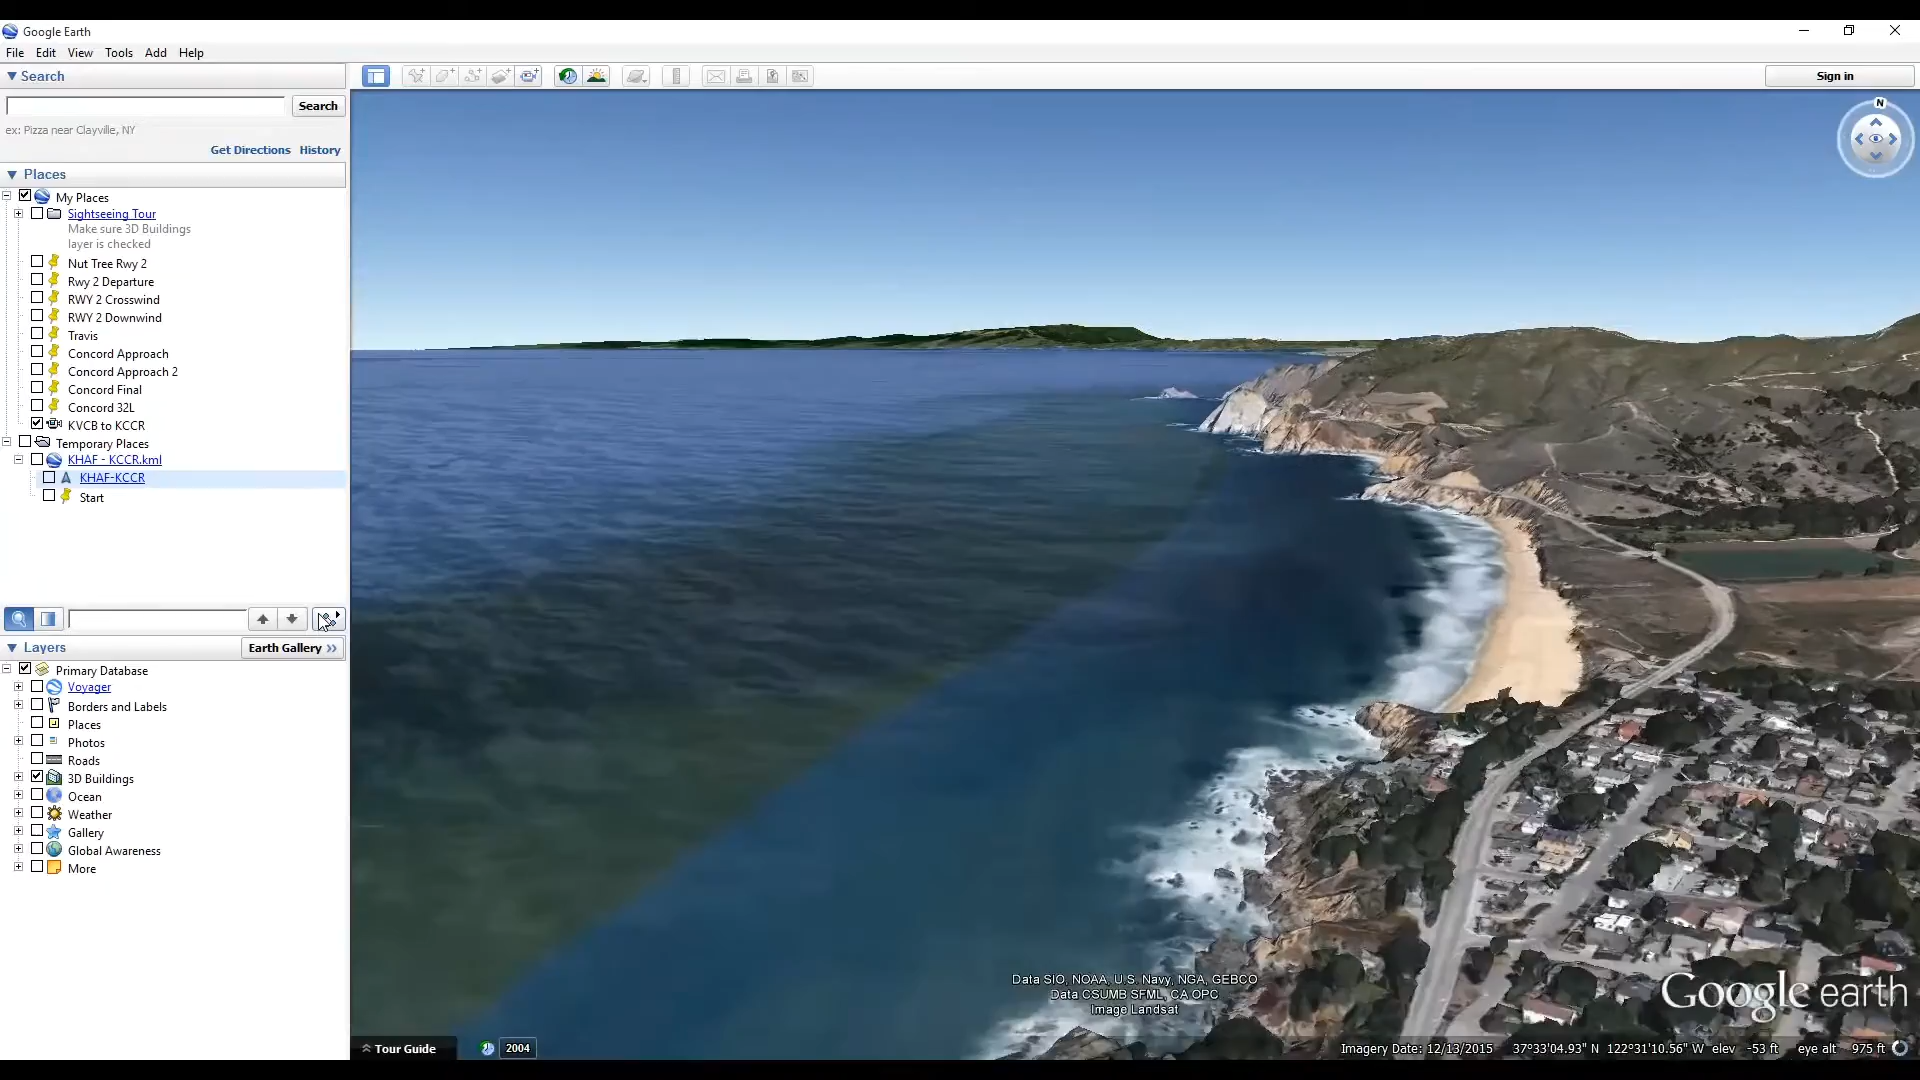 Google Earth
File Edit View Tools Add Help
Search
Search
ex: Pizza near Clayville, NY
Get Directions History
Places
My Places
Sightseeing Tour
Make sure 3D Buildings
layer is checked
Nut Tree Rwy 2
Rwy 2 Departure
RWY 2 Crosswind
RWY 2 Downwind
Travis
Concord Approach
Concord Approach 2
Concord Final
Concord 32L
KVCB to KCCR
Temporary Places
KHAF - KCCR.kml
KHAF-KCCR
Start
Layers
Earth Gallery »
Primary Database
Voyager
Borders and Labels
Places
Photos
Roads
3D Buildings
Ocean
Weather
Gallery
Global Awareness
More
Sign in
N
Data SIO, NOAA, U.S. Navy, NGA, GEBCO
Data CSUMB SFML, CA OPC
Image Landsat
Google earth
Tour Guide
2004
Imagery Date: 12/13/2015 37°33'04.93" N 122°31'10.56" W elev -53 ft eye alt 975 ft